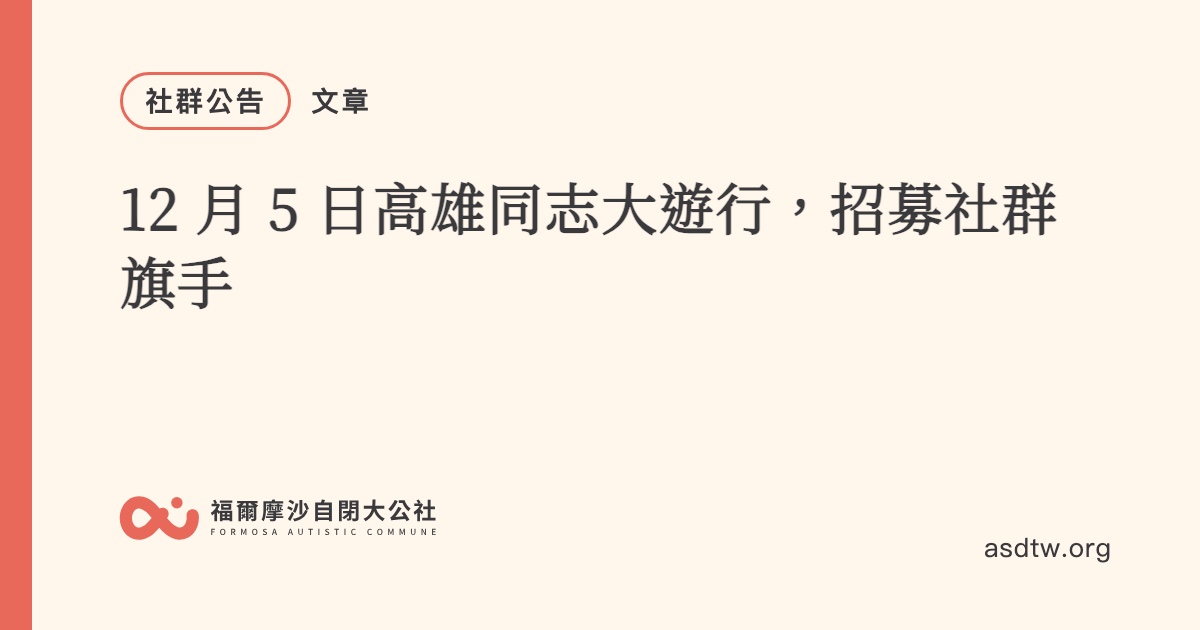 社群公告 文章
12 月 5 日高雄同志大遊行，招募社群
旗手
福爾摩沙自閉大公社
FORMOSA AUTISTIC COMMUNE
asdtw.org